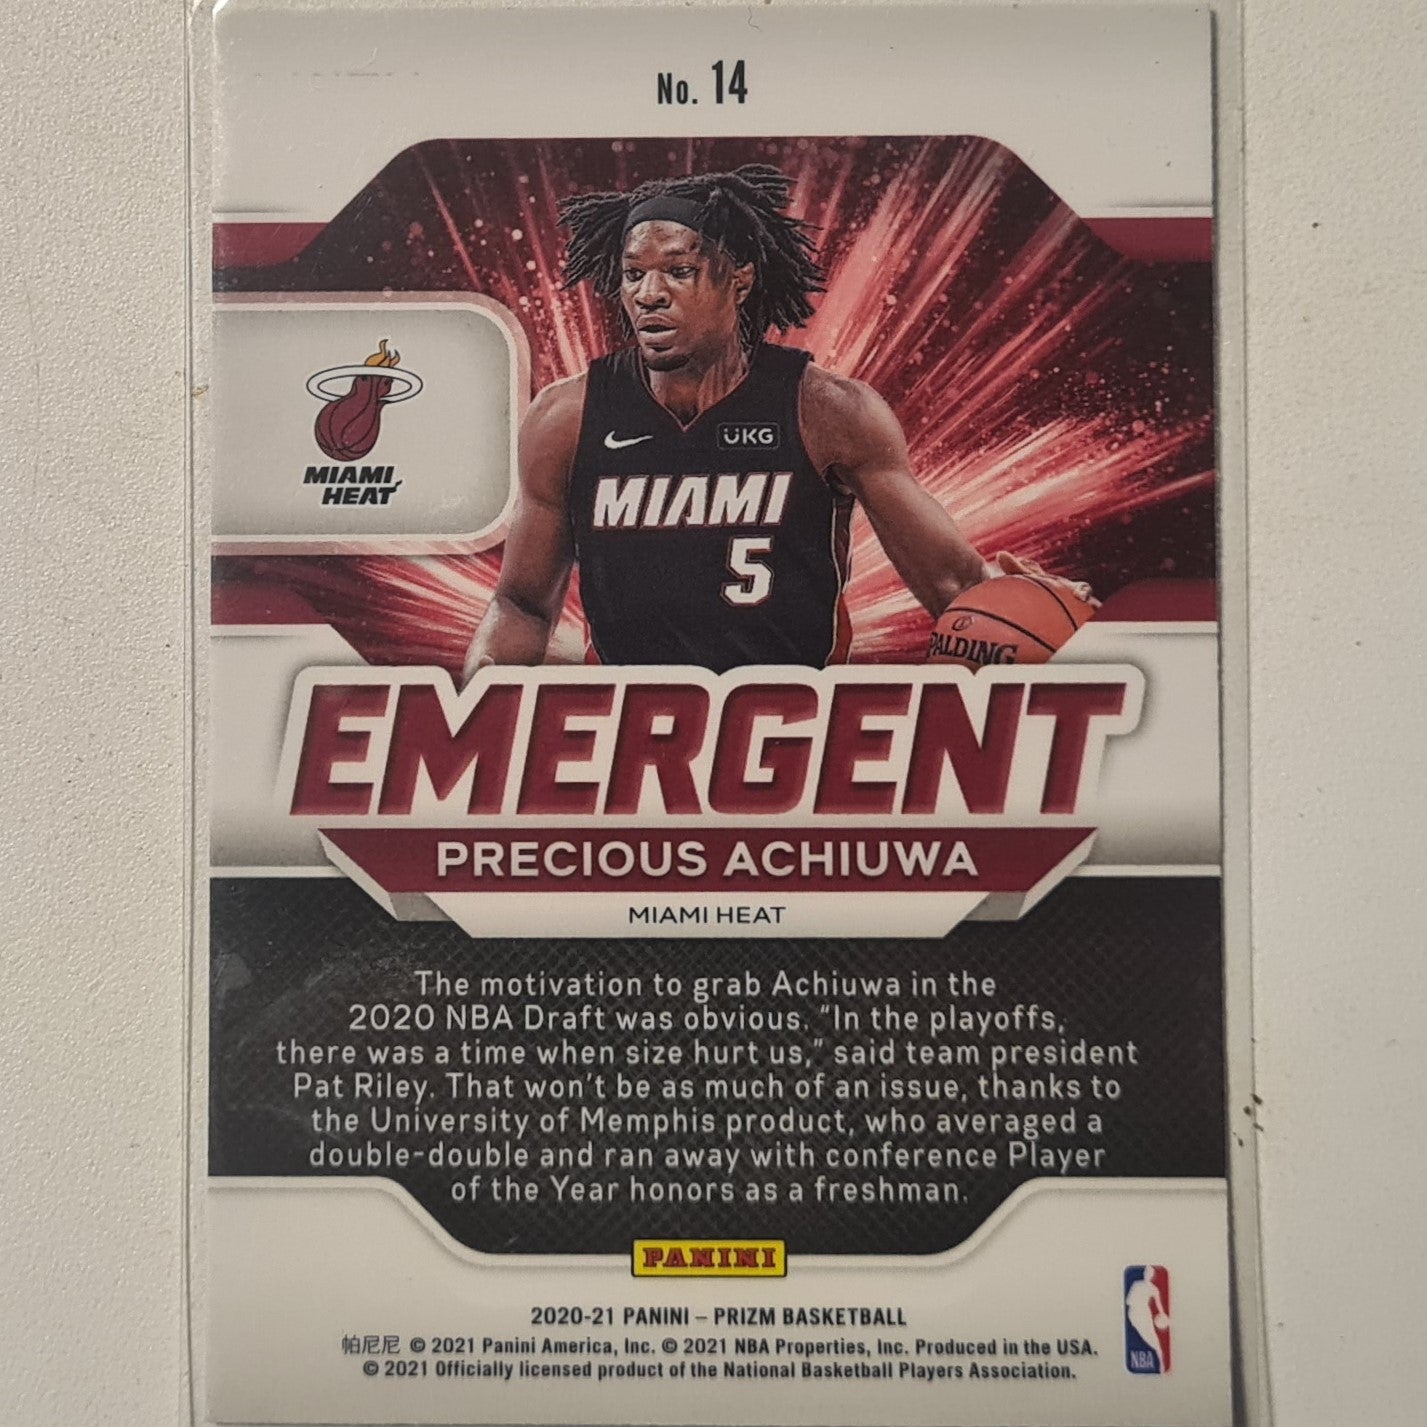 No. 14
UKG
MIAMI
5
MIAMI
HEAT
SPALDING
EMERGENT
PRECIOUS ACHIUWA
MIAMI HEAT
The motivation to grab Achiuwa in the
2020 NBA Draft was obvious. “In the playoffs,
there was a time when size hurt us,” said team president
Pat Riley. That won’t be as much of an issue, thanks to
the University of Memphis product, who averaged a
double-double and ran away with conference Player
of the Year honors as a freshman.
PANINI
2020-21 PANINI – PRIZM BASKETBALL
帕尼尼 © 2021 Panini America, Inc. © 2021 NBA Properties, Inc. Produced in the USA.
© 2021 Officially licensed product of the National Basketball Players Association.
NBA